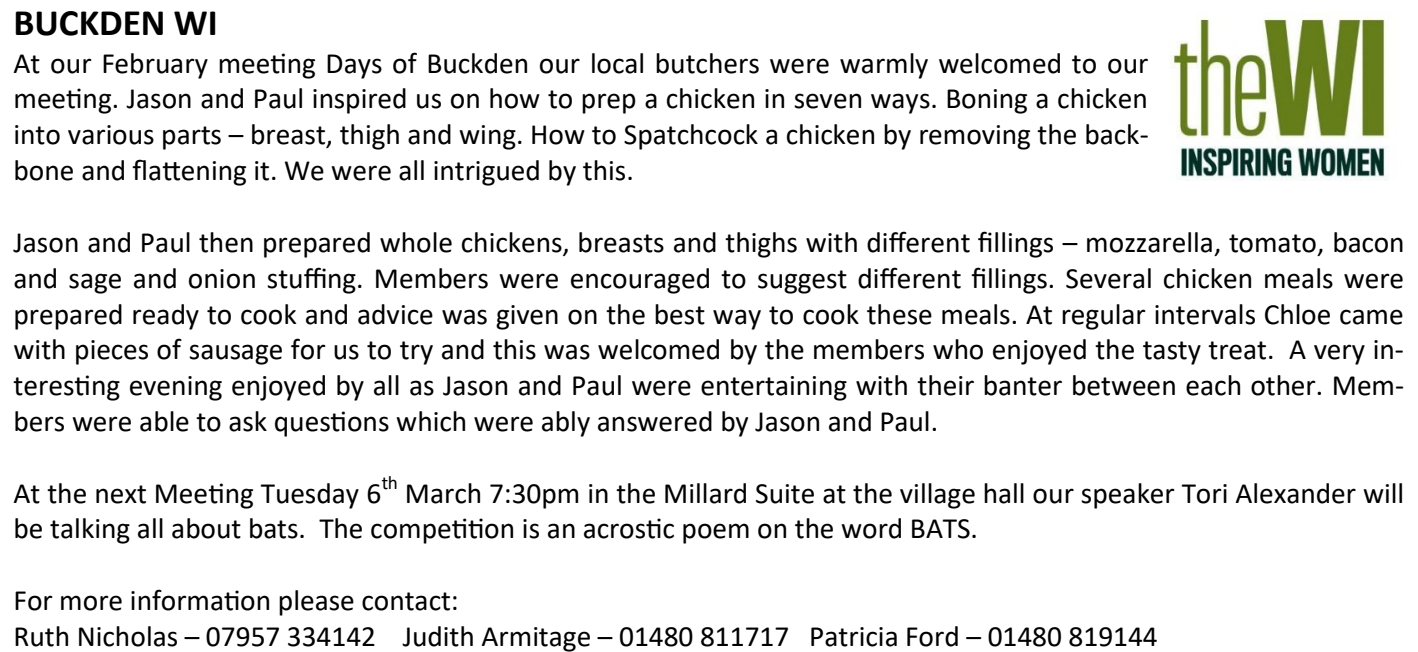 BUCKDEN WI
At our February meeting Days of Buckden our local butchers were warmly welcomed to our
meeting. Jason and Paul inspired us on how to prep a chicken in seven ways. Boning a chicken
into various parts – breast, thigh and wing. How to Spatchcock a chicken by removing the back-
bone and flattening it. We were all intrigued by this.
theWI
INSPIRING WOMEN
Jason and Paul then prepared whole chickens, breasts and thighs with different fillings – mozzarella, tomato, bacon
and sage and onion stuffing. Members were encouraged to suggest different fillings. Several chicken meals were
prepared ready to cook and advice was given on the best way to cook these meals. At regular intervals Chloe came
with pieces of sausage for us to try and this was welcomed by the members who enjoyed the tasty treat.  A very in-
teresting evening enjoyed by all as Jason and Paul were entertaining with their banter between each other. Mem-
bers were able to ask questions which were ably answered by Jason and Paul.
At the next Meeting Tuesday 6th March 7:30pm in the Millard Suite at the village hall our speaker Tori Alexander will
be talking all about bats.  The competition is an acrostic poem on the word BATS.
For more information please contact:
Ruth Nicholas – 07957 334142    Judith Armitage – 01480 811717   Patricia Ford – 01480 819144